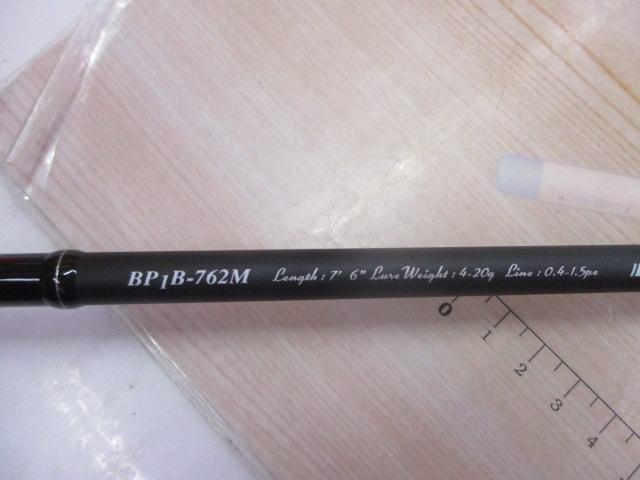 BP1B-762M Length : 7' 6" Lure Weight : 4-20g Line : 0.4-1.5pe
0 1 2 3 4